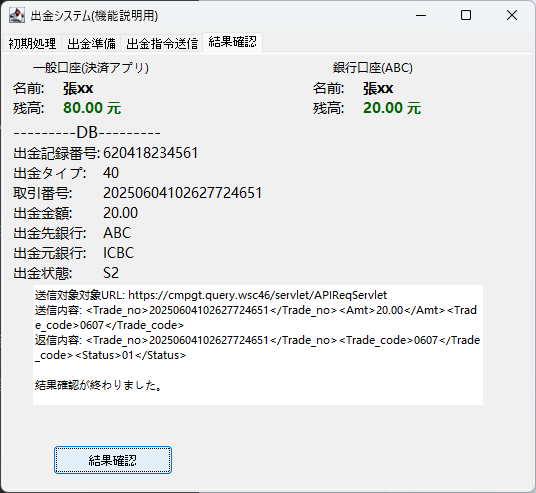 出金システム(機能説明用)
初期処理 出金準備 出金指令送信 結果確認
一般口座(決済アプリ) 銀行口座(ABC)
名前: 張xx 名前: 張xx
残高: 80.00 元 残高: 20.00 元
---------DB---------
出金記録番号: 620418234561
出金タイプ: 40
取引番号: 20250604102627724651
出金金額: 20.00
出金先銀行: ABC
出金元銀行: ICBC
出金状態: S2
送信対象対象URL: https://cmpgt.query.wsc46/servlet/APIReqServlet
送信内容: <Trade_no>20250604102627724651</Trade_no><Amt>20.00</Amt><Trad
e_code>0607</Trade_code>
返信内容: <Trade_no>20250604102627724651</Trade_no><Trade_code>0607</Trade
_code><Status>01</Status>
結果確認が終わりました。
結果確認